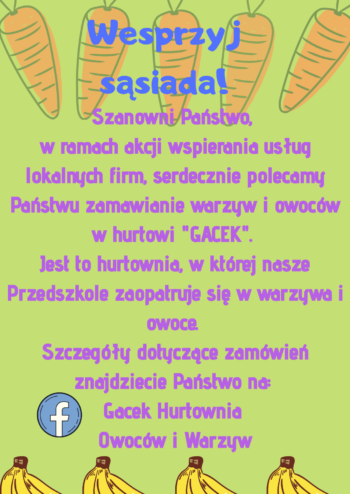 Wesprzyj
sąsiada!
Szanowni Państwo,
w ramach akcji wspierania usług
lokalnych firm, serdecznie polecamy
Państwu zamawianie warzyw i owoców
w hurtowi "GACEK".
Jest to hurtownia, w której nasze
Przedszkole zaopatruje się w warzywa i
owoce.
Szczegóły dotyczące zamówień
znajdziecie Państwo na:
f
Gacek Hurtownia
Owoców i Warzyw